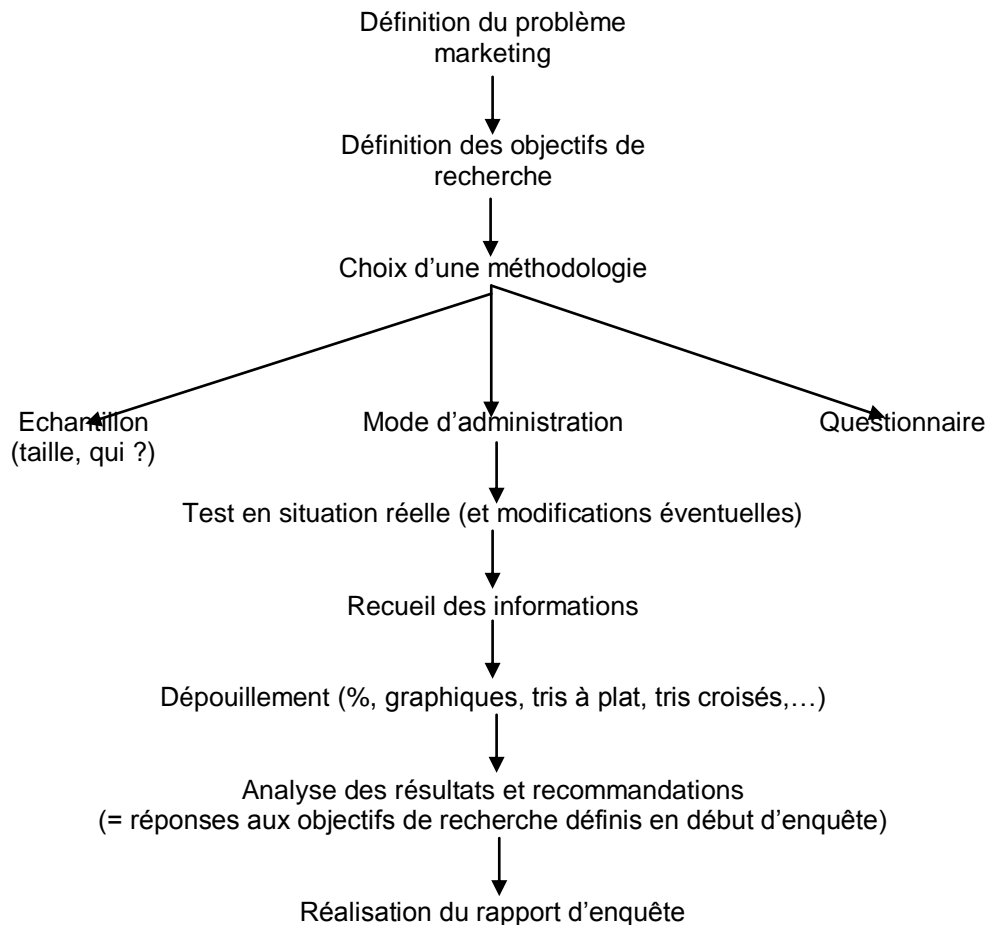 Définition du problème
marketing
Définition des objectifs de
recherche
Choix d’une méthodologie
Echantillon
(taille, qui ?)
Mode d’administration
Questionnaire
Test en situation réelle (et modifications éventuelles)
Recueil des informations
Dépouillement (%, graphiques, tris à plat, tris croisés,…)
Analyse des résultats et recommandations
(= réponses aux objectifs de recherche définis en début d’enquête)
Réalisation du rapport d’enquête